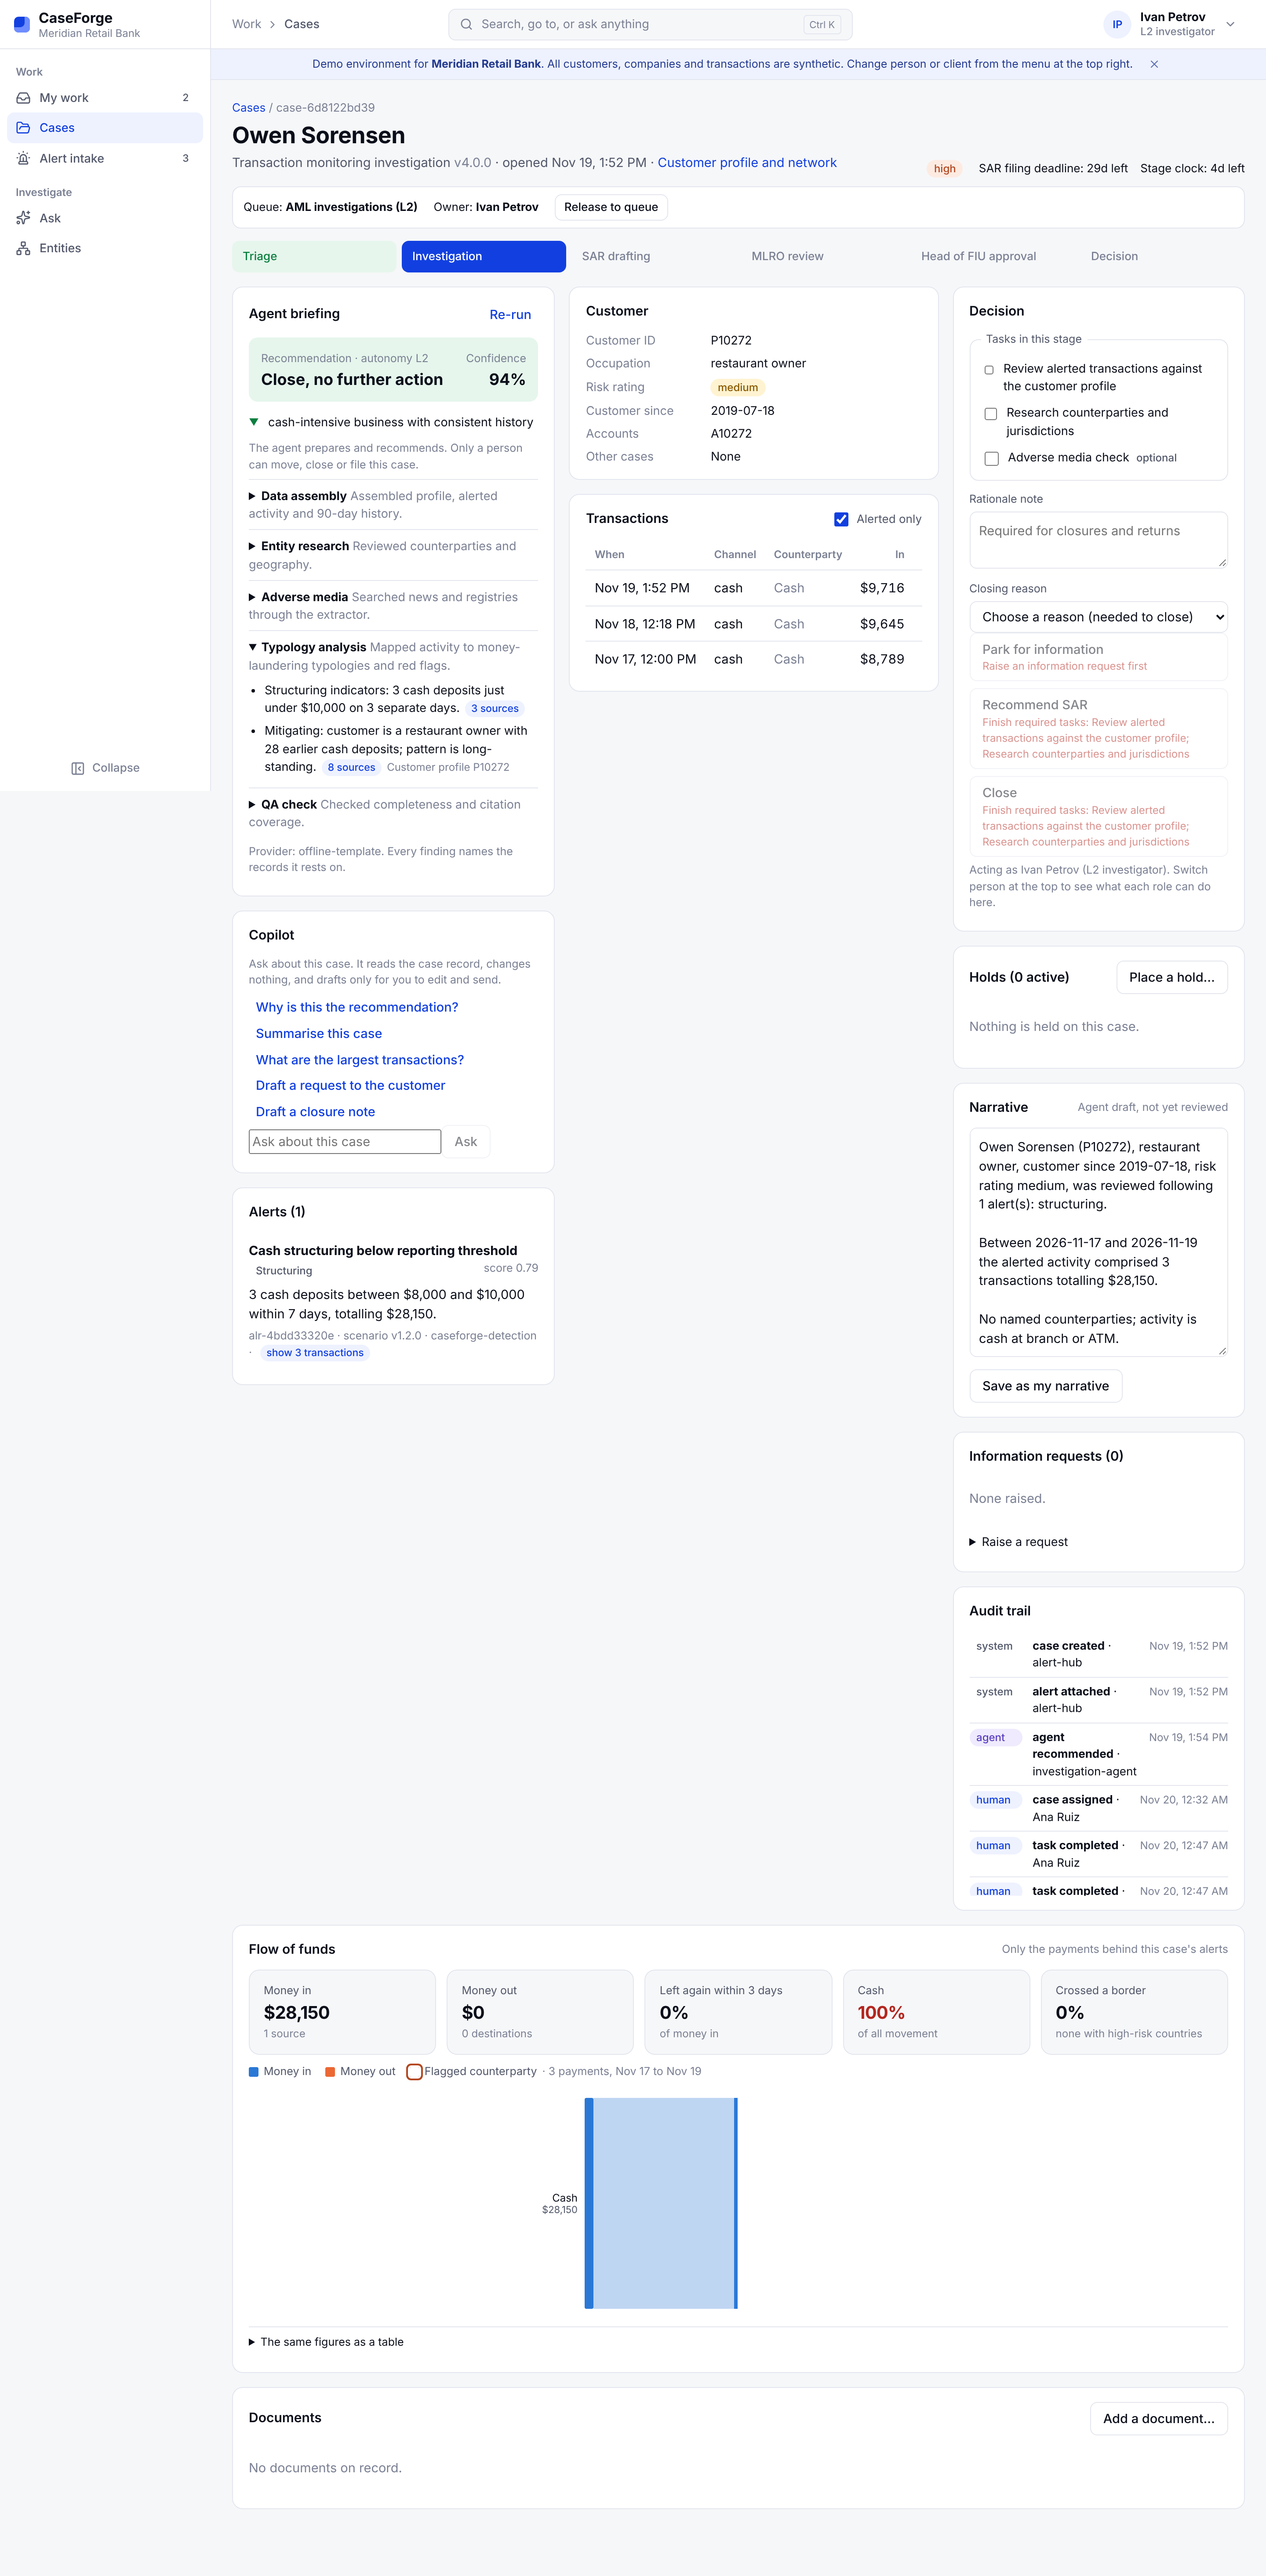 CaseForge
Meridian Retail Bank
Work
My work 2
Cases
Alert intake 3
Investigate
Ask
Entities
Collapse
Work > Cases
Search, go to, or ask anything Ctrl K
IP
Ivan Petrov
L2 investigator
Demo environment for Meridian Retail Bank. All customers, companies and transactions are synthetic. Change person or client from the menu at the top right.
Cases / case-6d8122bd39
Owen Sorensen
Transaction monitoring investigation v4.0.0 · opened Nov 19, 1:52 PM · Customer profile and network
high SAR filing deadline: 29d left Stage clock: 4d left
Queue: AML investigations (L2) Owner: Ivan Petrov Release to queue
Triage Investigation SAR drafting MLRO review Head of FIU approval Decision
Agent briefing Re-run
Recommendation · autonomy L2 Confidence
Close, no further action 94%
cash-intensive business with consistent history
The agent prepares and recommends. Only a person
can move, close or file this case.
Data assembly Assembled profile, alerted
activity and 90-day history.
Entity research Reviewed counterparties and
geography.
Adverse media Searched news and registries
through the extractor.
Typology analysis Mapped activity to money-
laundering typologies and red flags.
• Structuring indicators: 3 cash deposits just
under $10,000 on 3 separate days. 3 sources
• Mitigating: customer is a restaurant owner with
28 earlier cash deposits; pattern is long-
standing. 8 sources Customer profile P10272
QA check Checked completeness and citation
coverage.
Provider: offline-template. Every finding names the
records it rests on.
Copilot
Ask about this case. It reads the case record, changes
nothing, and drafts only for you to edit and send.
Why is this the recommendation?
Summarise this case
What are the largest transactions?
Draft a request to the customer
Draft a closure note
Ask about this case Ask
Alerts (1)
Cash structuring below reporting threshold
Structuring score 0.79
3 cash deposits between $8,000 and $10,000
within 7 days, totalling $28,150.
alr-4bdd33320e · scenario v1.2.0 · caseforge-detection
· show 3 transactions
Customer
Customer ID P10272
Occupation restaurant owner
Risk rating medium
Customer since 2019-07-18
Accounts A10272
Other cases None
Transactions Alerted only
When Channel Counterparty In
Nov 19, 1:52 PM cash Cash $9,716
Nov 18, 12:18 PM cash Cash $9,645
Nov 17, 12:00 PM cash Cash $8,789
Decision
Tasks in this stage
Review alerted transactions against
the customer profile
Research counterparties and
jurisdictions
Adverse media check optional
Rationale note
Required for closures and returns
Closing reason
Choose a reason (needed to close)
Park for information
Raise an information request first
Recommend SAR
Finish required tasks: Review alerted
transactions against the customer profile;
Research counterparties and jurisdictions
Close
Finish required tasks: Review alerted
transactions against the customer profile;
Research counterparties and jurisdictions
Acting as Ivan Petrov (L2 investigator). Switch
person at the top to see what each role can do
here.
Holds (0 active) Place a hold...
Nothing is held on this case.
Narrative Agent draft, not yet reviewed
Owen Sorensen (P10272), restaurant
owner, customer since 2019-07-18, risk
rating medium, was reviewed following
1 alert(s): structuring.
Between 2026-11-17 and 2026-11-19
the alerted activity comprised 3
transactions totalling $28,150.
No named counterparties; activity is
cash at branch or ATM.
Save as my narrative
Information requests (0)
None raised.
Raise a request
Audit trail
system case created · Nov 19, 1:52 PM
alert-hub
system alert attached · Nov 19, 1:52 PM
alert-hub
agent agent Nov 19, 1:54 PM
recommended ·
investigation-agent
human case assigned · Nov 20, 12:32 AM
Ana Ruiz
human task completed · Nov 20, 12:47 AM
Ana Ruiz
human task completed · Nov 20, 12:47 AM
Flow of funds Only the payments behind this case's alerts
Money in
$28,150
1 source
Money out
$0
0 destinations
Left again within 3 days
0%
of money in
Cash
100%
of all movement
Crossed a border
0%
none with high-risk countries
Money in Money out Flagged counterparty · 3 payments, Nov 17 to Nov 19
Cash
$28,150
The same figures as a table
Documents Add a document...
No documents on record.